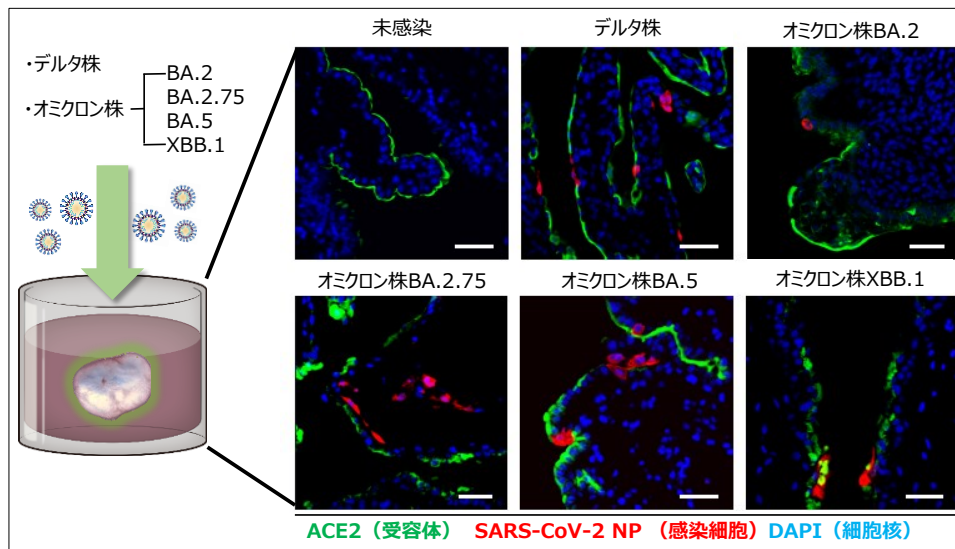 ・デルタ株
・オミクロン株
BA.2
BA.2.75
BA.5
XBB.1
未感染
デルタ株
オミクロン株BA.2
オミクロン株BA.2.75
オミクロン株BA.5
オミクロン株XBB.1
ACE2（受容体） SARS-CoV-2 NP （感染細胞）DAPI（細胞核）